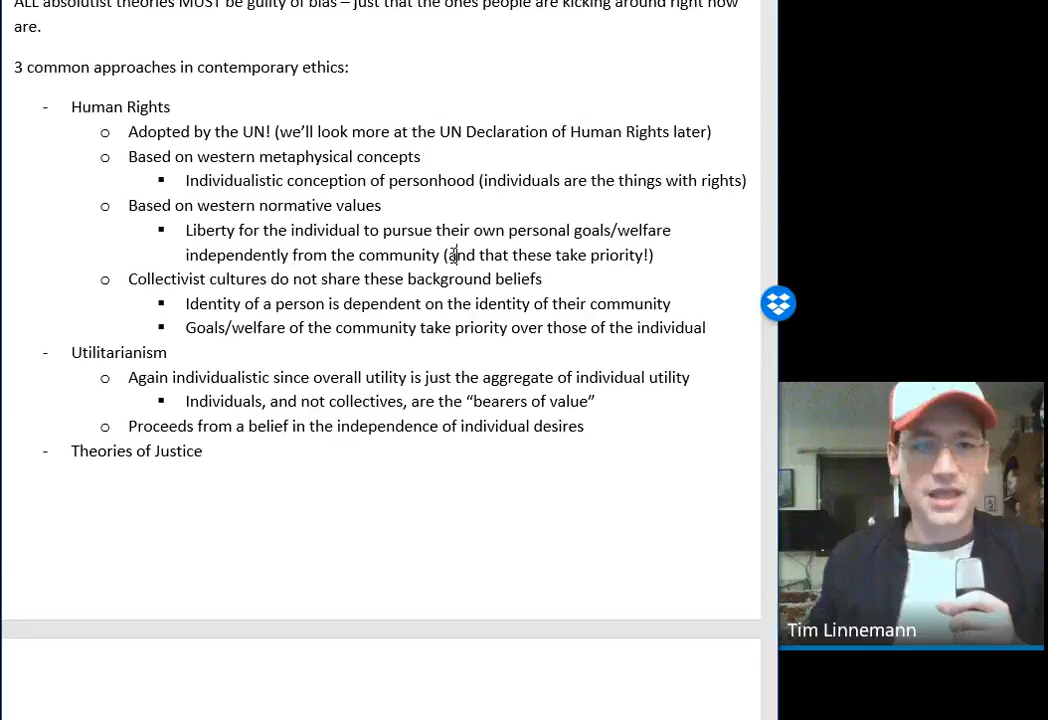 ALL absolutist theories MUST be guilty of bias – just that the ones people are kicking around right now
are.
3 common approaches in contemporary ethics:
- Human Rights
o Adopted by the UN! (we'll look more at the UN Declaration of Human Rights later)
o Based on western metaphysical concepts
▪ Individualistic conception of personhood (individuals are the things with rights)
o Based on western normative values
▪ Liberty for the individual to pursue their own personal goals/welfare
independently from the community (and that these take priority!)
o Collectivist cultures do not share these background beliefs
▪ Identity of a person is dependent on the identity of their community
▪ Goals/welfare of the community take priority over those of the individual
- Utilitarianism
o Again individualistic since overall utility is just the aggregate of individual utility
▪ Individuals, and not collectives, are the “bearers of value”
o Proceeds from a belief in the independence of individual desires
- Theories of Justice
Tim Linnemann